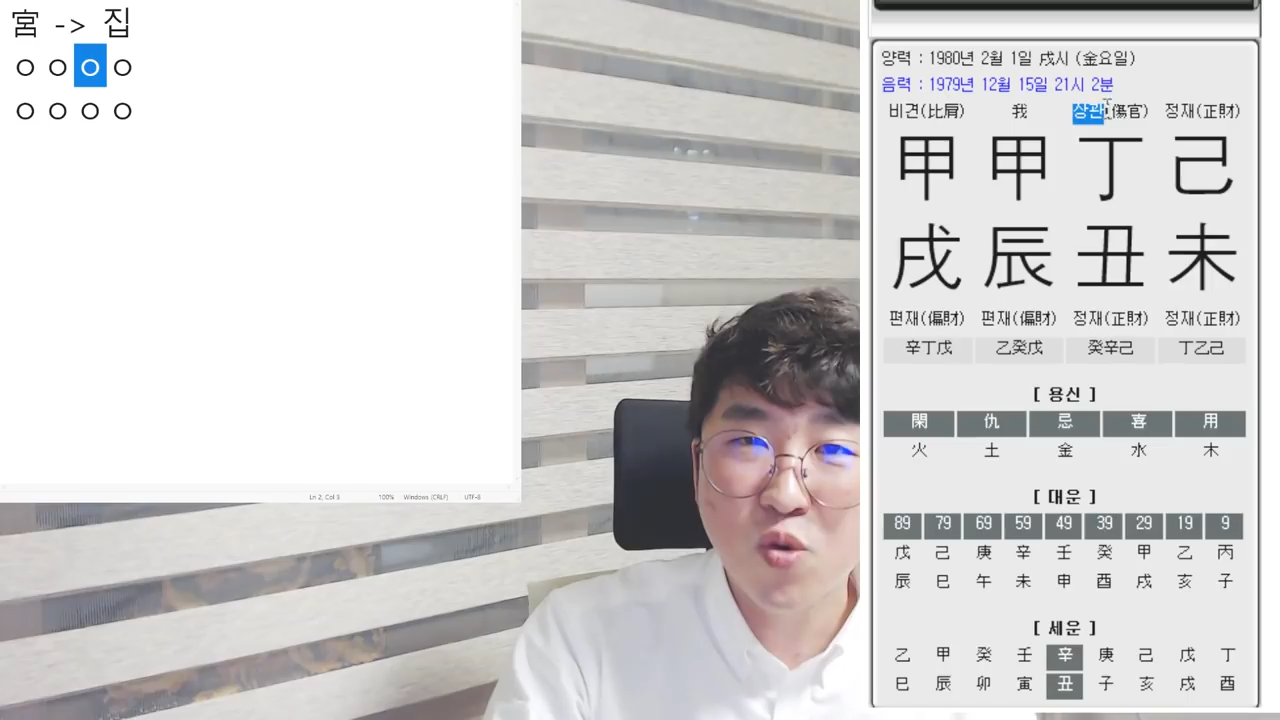 宮 -> 집
○ ○ ○ ○
○ ○ ○ ○
Ln 2, Col 3 100% Windows (CRLF) UTF-8
양력 : 1980년 2월 1일 戌시 (金요일)
음력 : 1979년 12월 15일 21시 2분
비견(比肩) 我 상관(傷官) 정재(正財)
甲 甲 丁 己
戌 辰 丑 未
편재(偏財) 편재(偏財) 정재(正財) 정재(正財)
辛丁戊 乙癸戊 癸辛己 丁乙己
[ 용신 ]
閑 仇 忌 喜 用
火 土 金 水 木
[ 대운 ]
89 79 69 59 49 39 29 19 9
戊 己 庚 辛 壬 癸 甲 乙 丙
辰 巳 午 未 申 酉 戌 亥 子
[ 세운 ]
乙 甲 癸 壬 辛 庚 己 戊 丁
巳 辰 卯 寅 丑 子 亥 戌 酉